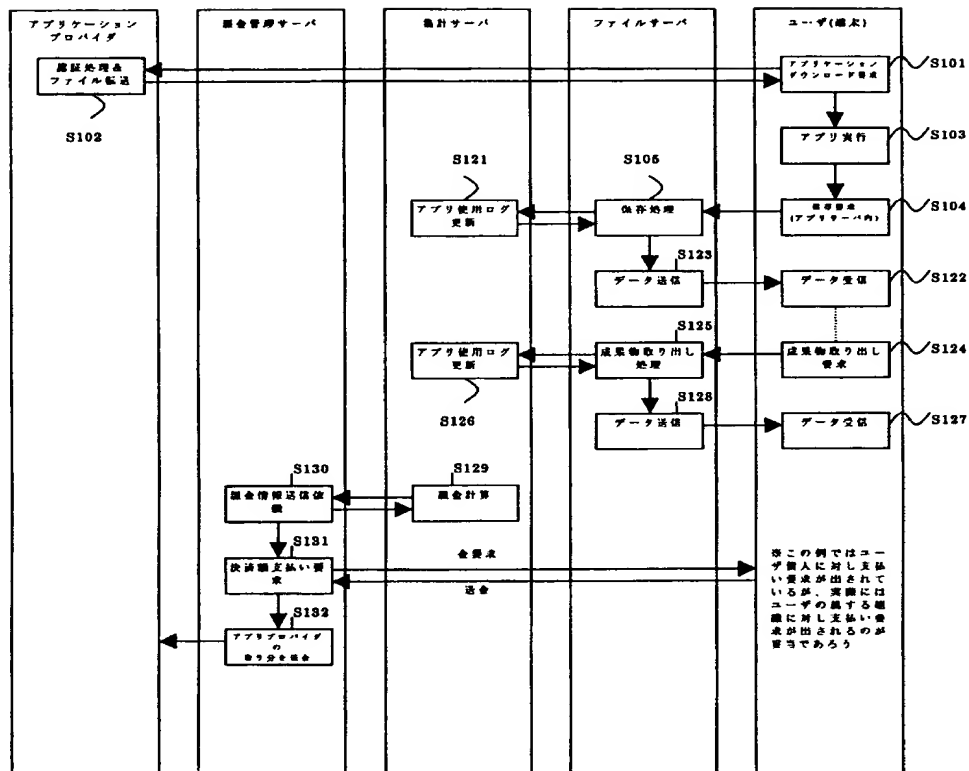 アプリケーション
プロバイダ
課金管理サーバ
集計サーバ
ファイルサーバ
ユーザ(端末)
認証処理&
ファイル転送
S102
アプリケーション
ダウンロード要求
S101
アプリ実行
S103
S121
アプリ使用ログ
更新
S105
保存処理
保存要求
(アプリサーバ内)
S104
S123
データ送信
データ受信
S122
アプリ使用ログ
更新
S126
S125
成果物取り出し
処理
成果物取り出し
要求
S124
S128
データ送信
データ受信
S127
S130
課金情報送信依
頼
S129
課金計算
S131
決済額支払い要
求
金要求
送金
S132
アプリプロバイダ
の
取り分を送金
※この例ではユー
ザ個人に対し支払
い要求が出されて
いるが、実際には
ユーザの属する組
織に対し支払い要
求が出されるのが
妥当であろう